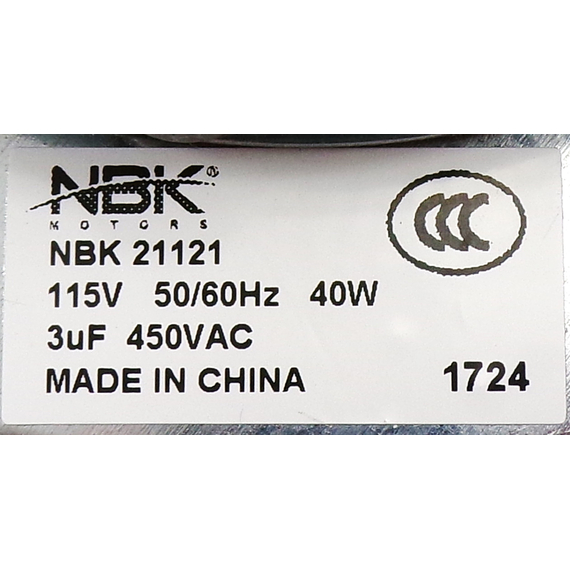 NBK®
MOTORS
NBK 21121
115V 50/60Hz 40W
3uF 450VAC
MADE IN CHINA 1724
CCC